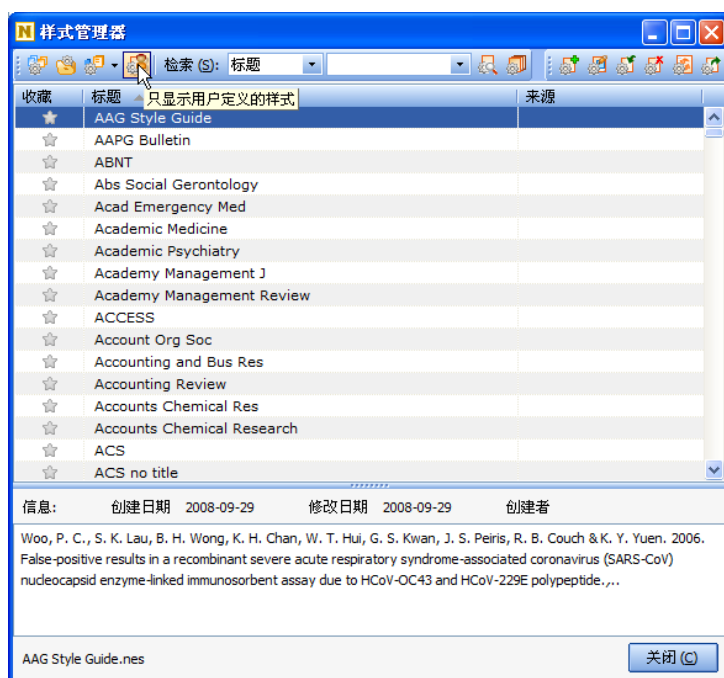 样式管理器
检索 (S): 标题
收藏 标题 来源
只显示用户定义的样式
AAG Style Guide
AAPG Bulletin
ABNT
Abs Social Gerontology
Acad Emergency Med
Academic Medicine
Academic Psychiatry
Academy Management J
Academy Management Review
ACCESS
Account Org Soc
Accounting and Bus Res
Accounting Review
Accounts Chemical Res
Accounts Chemical Research
ACS
ACS no title
信息: 创建日期 2008-09-29 修改日期 2008-09-29 创建者
Woo, P. C., S. K. Lau, B. H. Wong, K. H. Chan, W. T. Hui, G. S. Kwan, J. S. Peiris, R. B. Couch & K. Y. Yuen. 2006.
False-positive results in a recombinant severe acute respiratory syndrome-associated coronavirus (SARS-CoV)
nucleocapsid enzyme-linked immunosorbent assay due to HCoV-OC43 and HCoV-229E polypeptide.,..
AAG Style Guide.nes 关闭 (C)